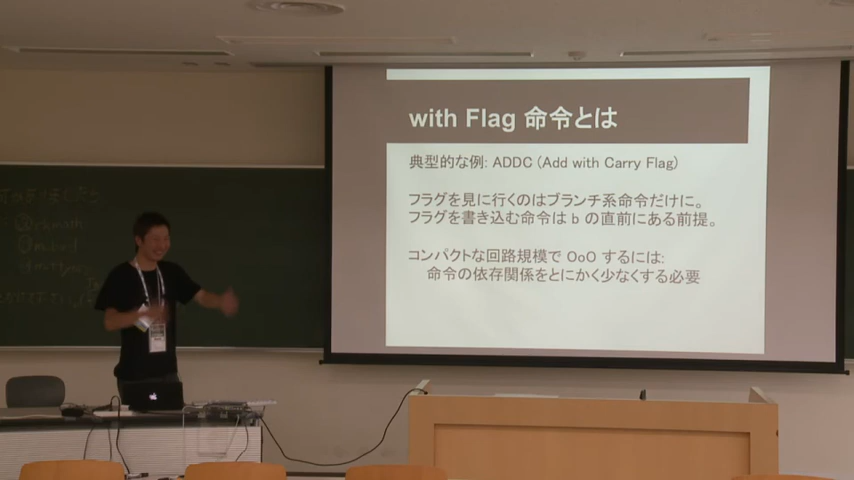 with Flag 命令とは
典型的な例: ADDC (Add with Carry Flag)
フラグを見に行くのはブランチ系命令だけに。
フラグを書き込む命令は b の直前にある前提。
コンパクトな回路規模で OoO するには:
命令の依存関係をとにかく少なくする必要